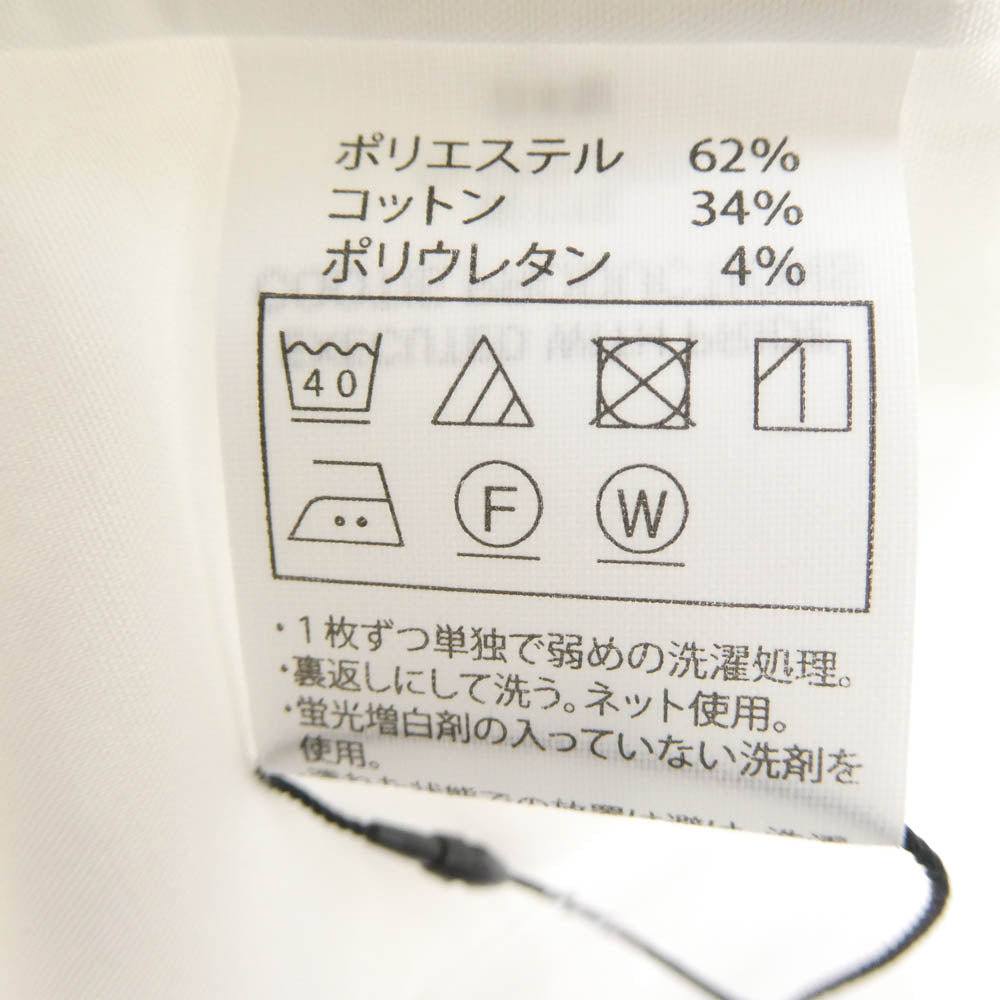 ポリエステル 62%
コットン 34%
ポリウレタン 4%
40
F W
・1枚ずつ単独で弱めの洗濯処理。
・裏返しにして洗う。ネット使用。
・蛍光増白剤の入っていない洗剤を
使用。